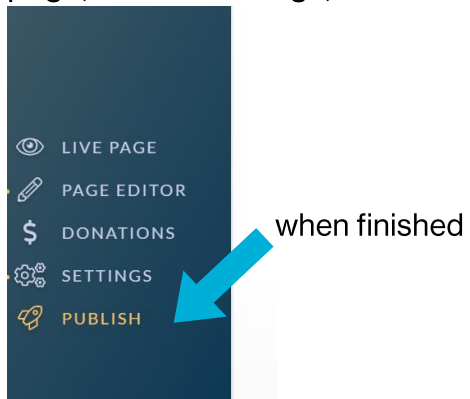 LIVE PAGE
PAGE EDITOR
$ DONATIONS
when finished
SETTINGS
PUBLISH